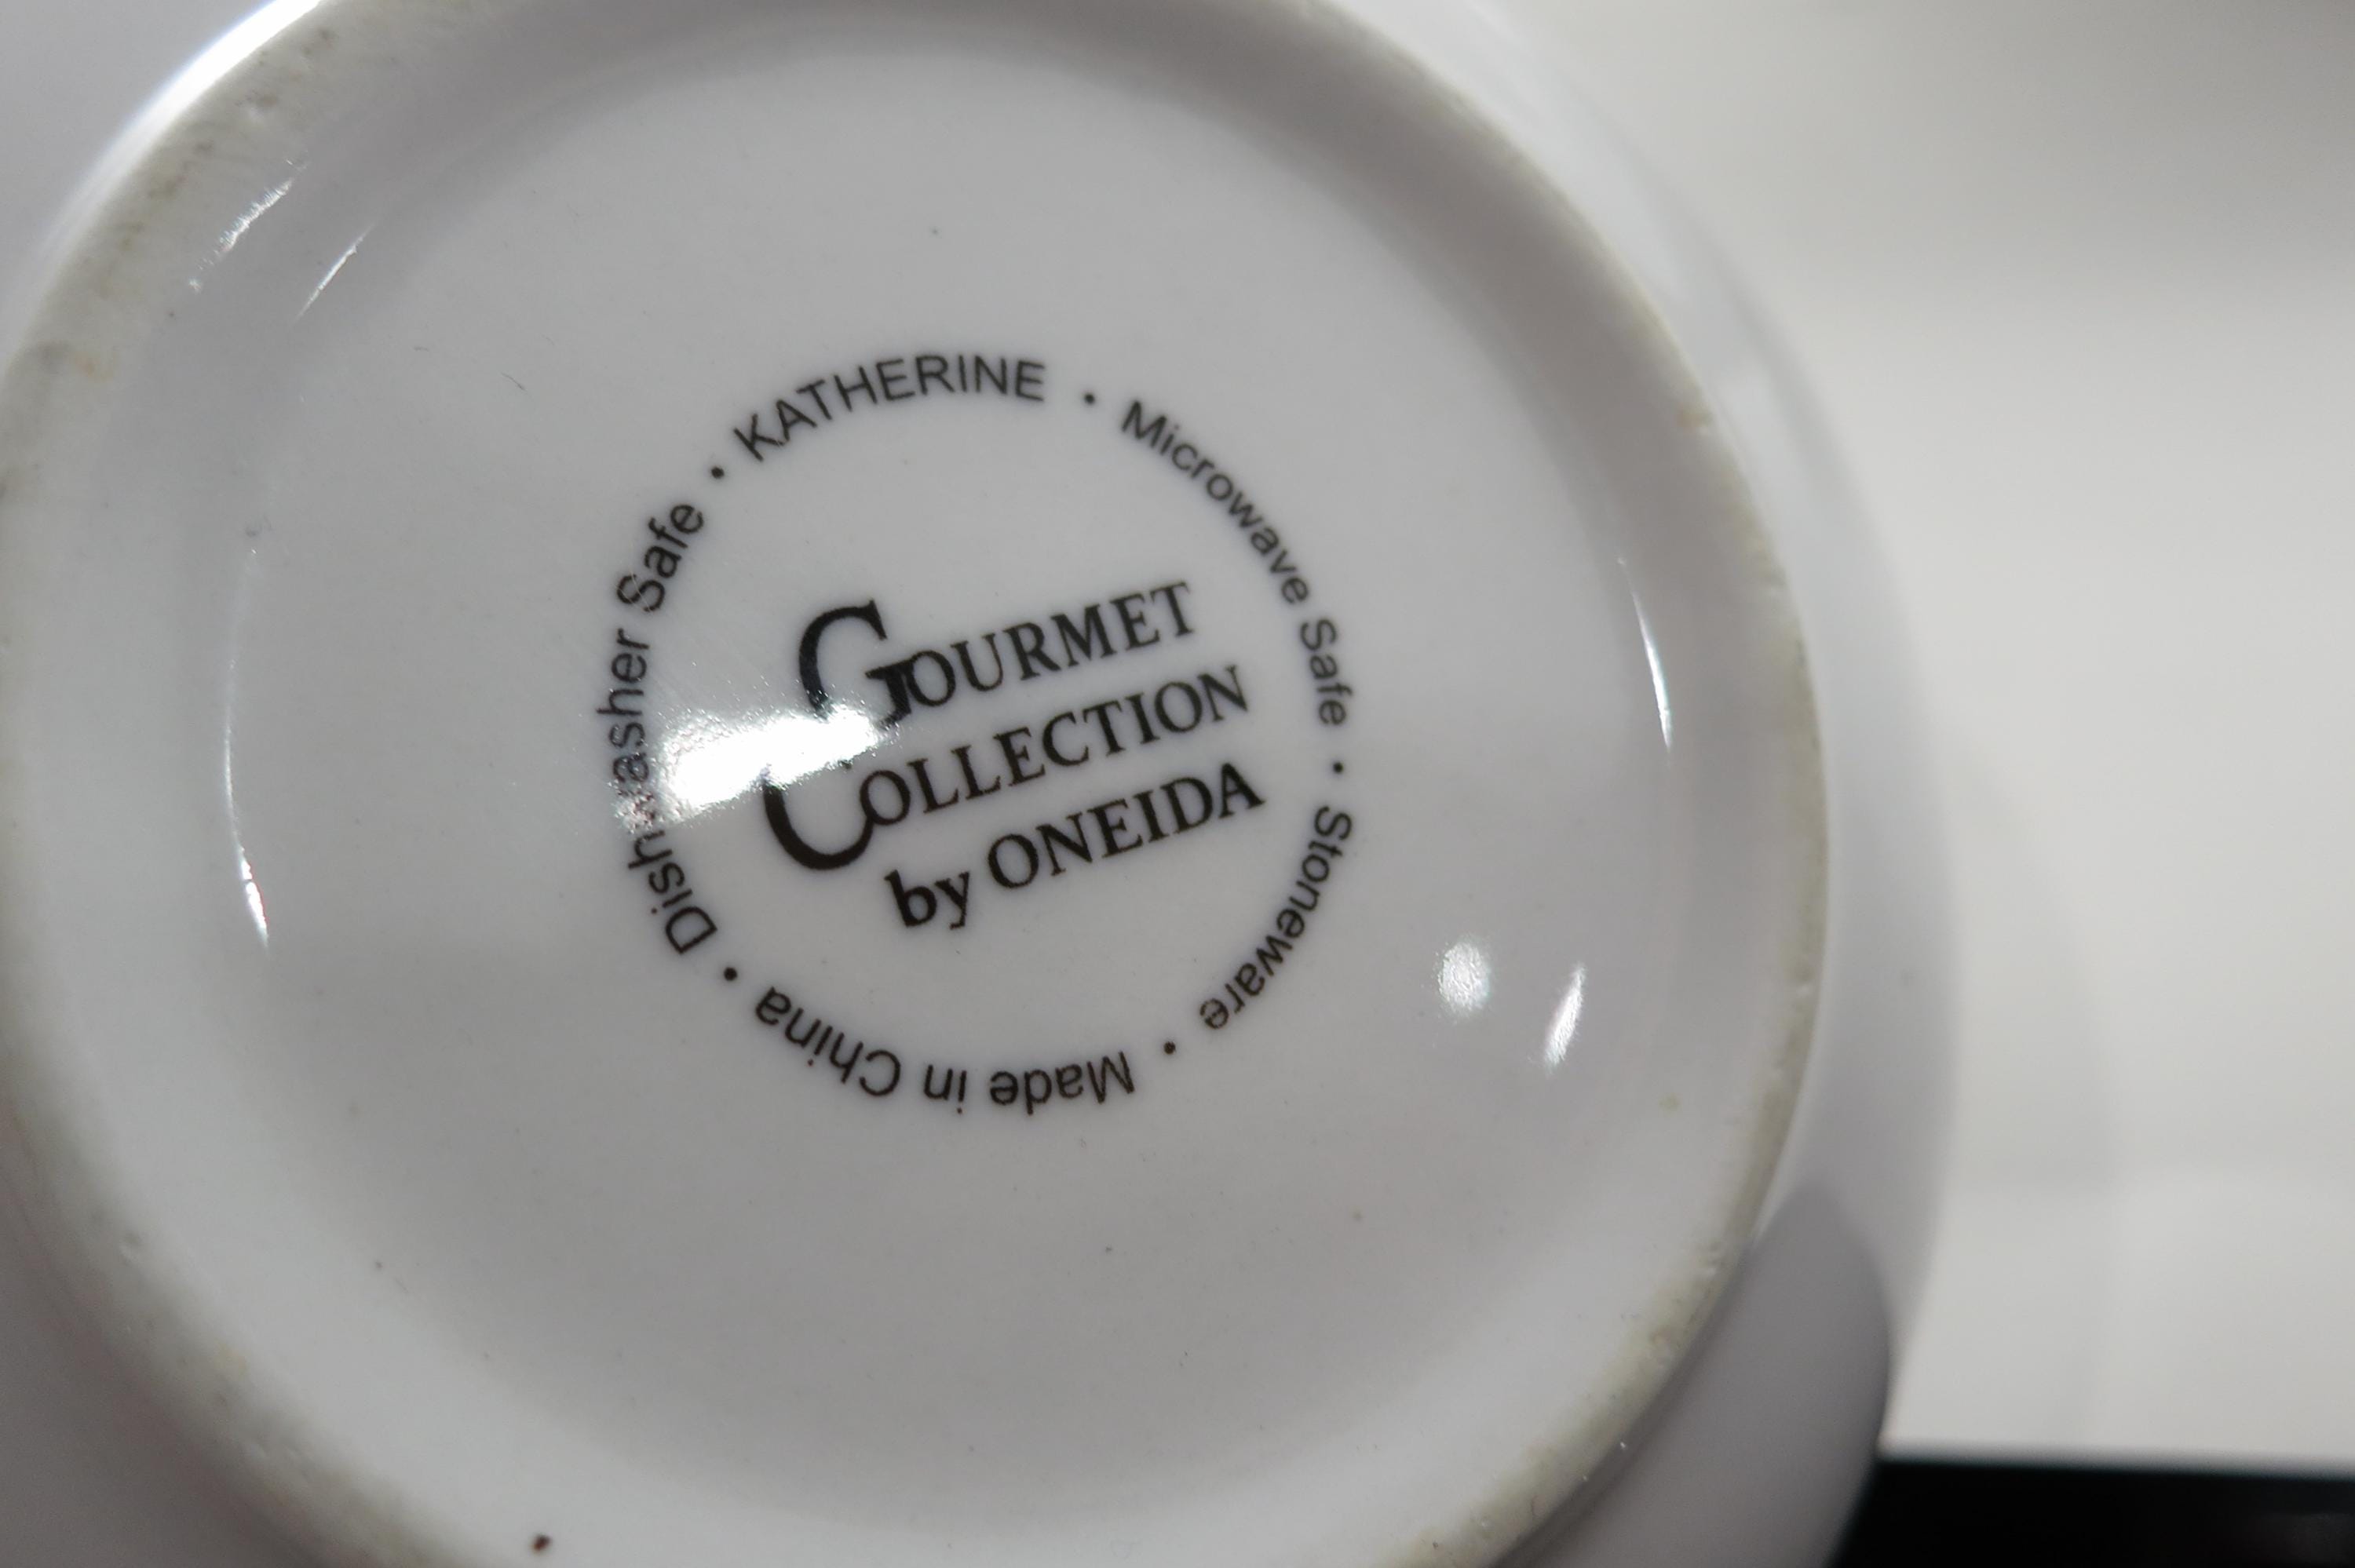 KATHERINE • Microwave Safe • Stoneware • Made in China • Dishwasher Safe •
GOURMET
COLLECTION
by ONEIDA